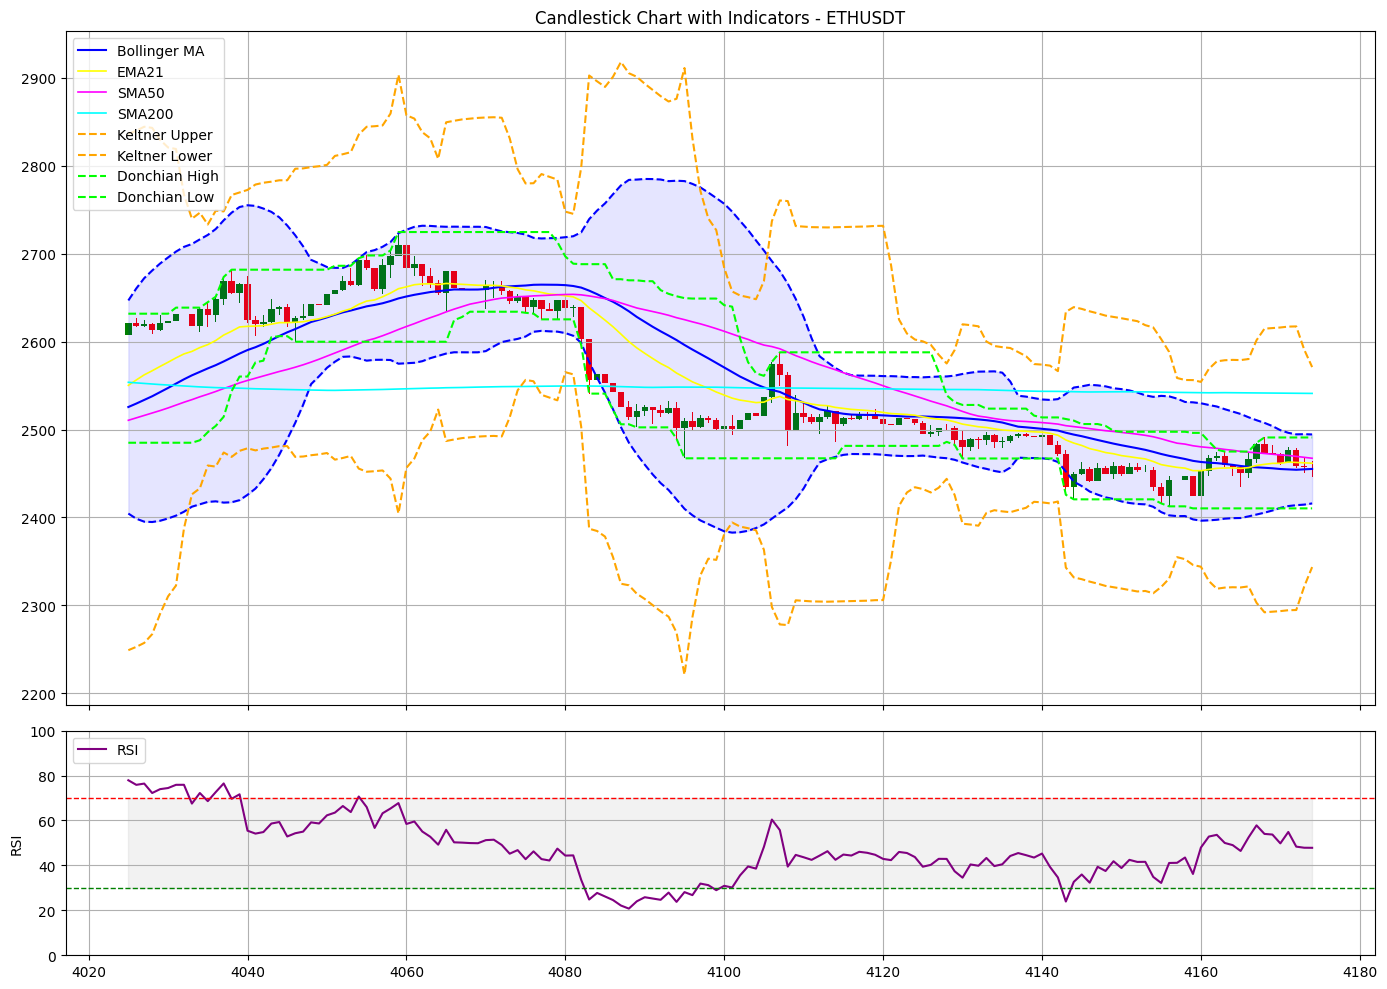 Candlestick Chart with Indicators - ETHUSDT
Bollinger MA
EMA21
SMA50
SMA200
Keltner Upper
Keltner Lower
Donchian High
Donchian Low
2900
2800
2700
2600
2500
2400
2300
2200
RSI
100
80
60
40
20
0
RSI
4020 4040 4060 4080 4100 4120 4140 4160 4180